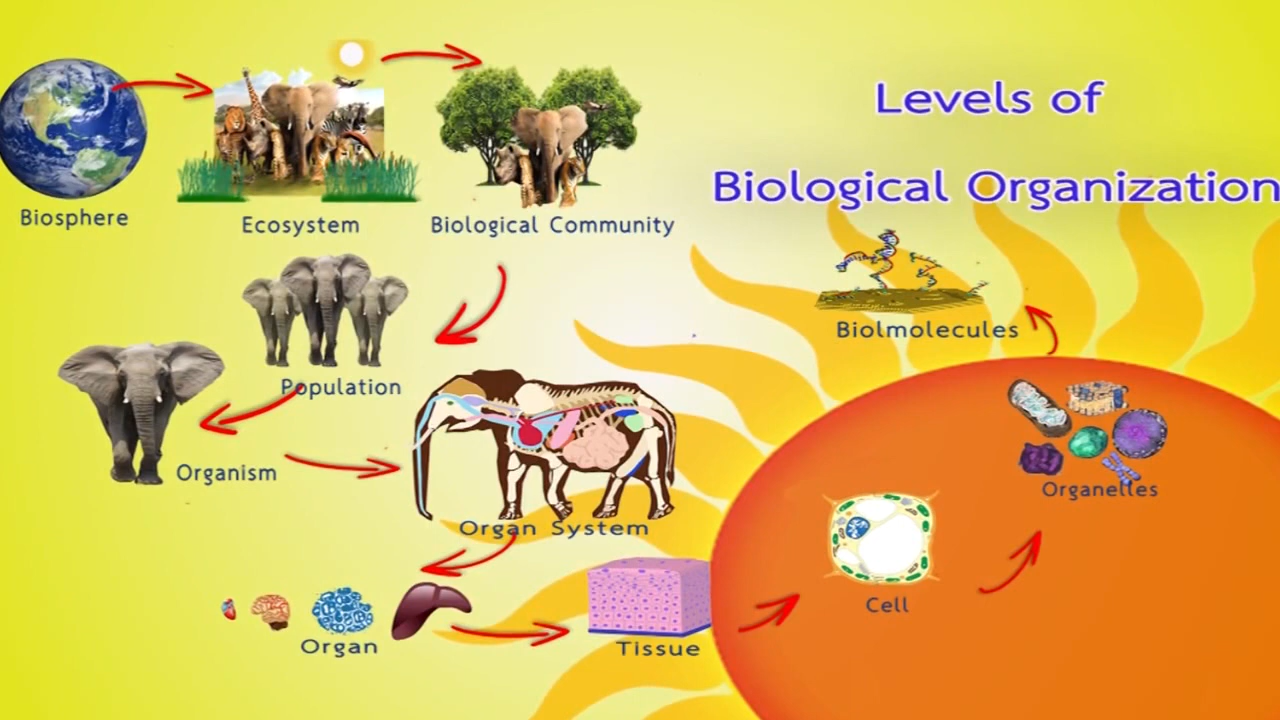 Levels of
Biological Organization
Biosphere
Ecosystem
Biological Community
Population
Organism
Organ System
Organ
Tissue
Cell
Organelles
Biolmolecules